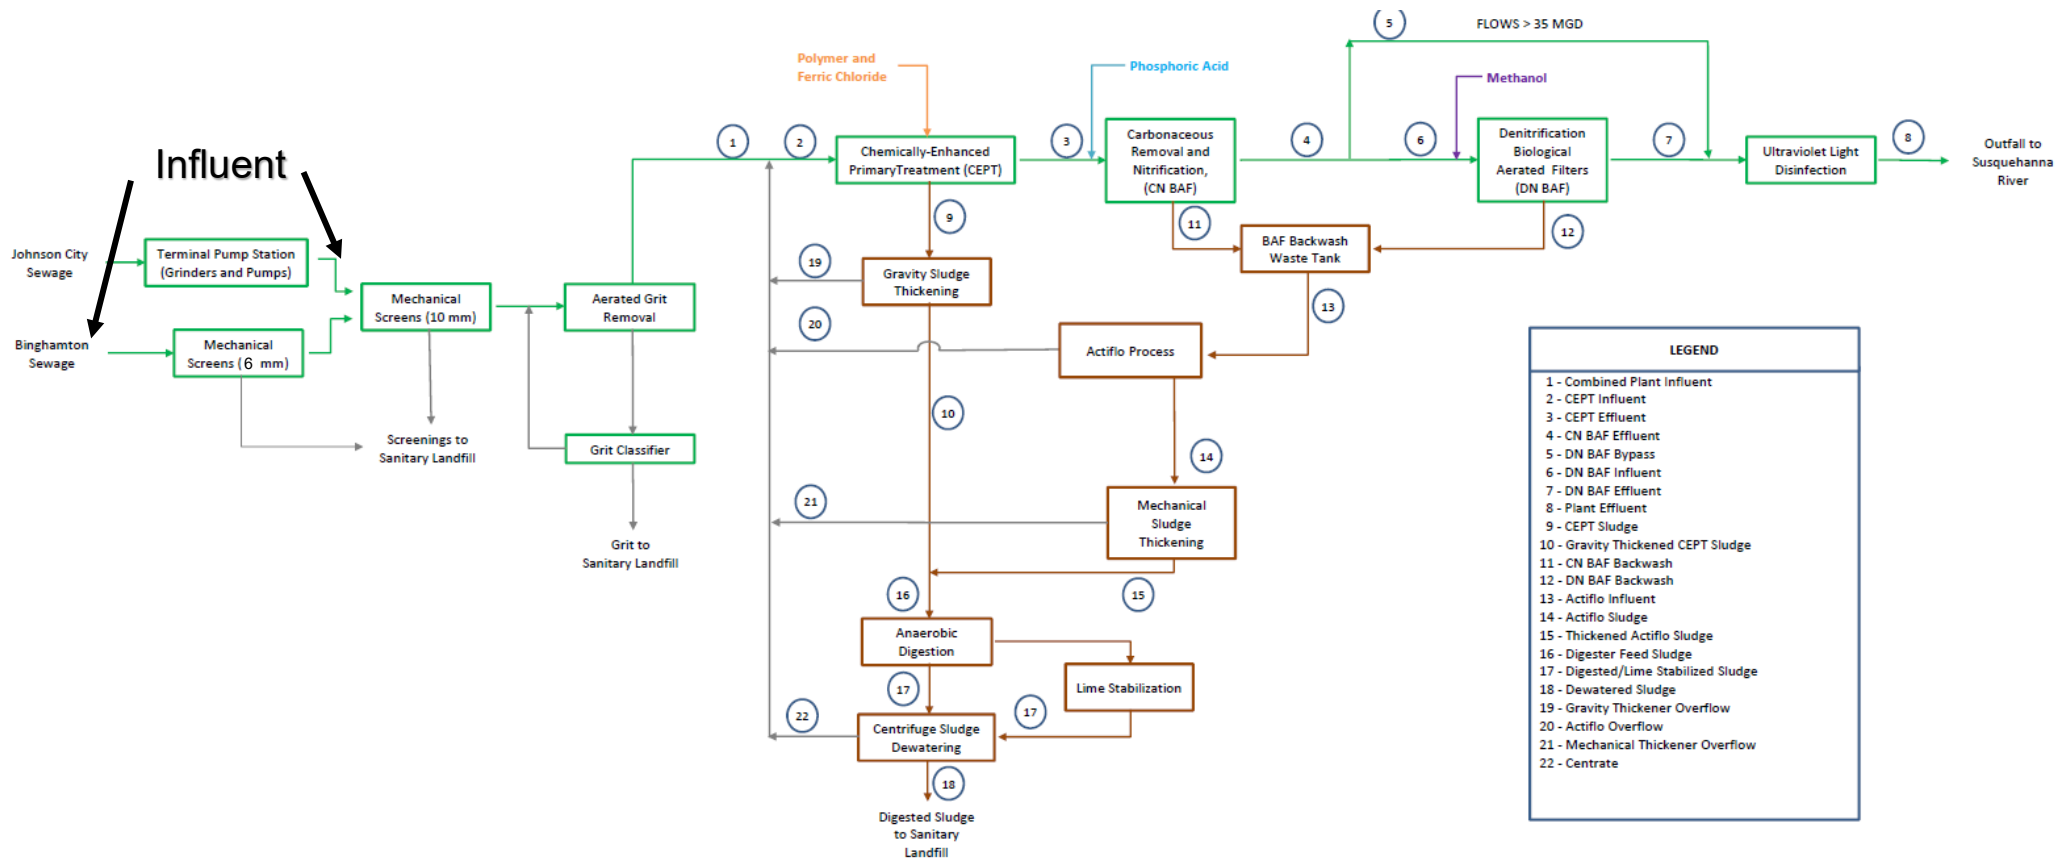 5
FLOWS > 35 MGD
Polymer and
Ferric Chloride
Phosphoric Acid
Methanol
Influent
1
2
Chemically-Enhanced
PrimaryTreatment (CEPT)
3
Carbonaceous
Removal and
Nitrification,
(CN BAF)
4
6
Denitrification
Biological
Aerated Filters
(DN BAF)
7
Ultraviolet Light
Disinfection
8
Outfall to
Susquehanna
River
9
11
12
BAF Backwash
Waste Tank
Johnson City
Sewage
Terminal Pump Station
(Grinders and Pumps)
19
Gravity Sludge
Thickening
Mechanical
Screens (10 mm)
Aerated Grit
Removal
13
20
Binghamton
Sewage
Mechanical
Screens (6 mm)
Actiflo Process
10
Screenings to
Sanitary Landfill
Grit Classifier
14
21
Mechanical
Sludge
Thickening
Grit to
Sanitary Landfill
16
15
Anaerobic
Digestion
17
Lime Stabilization
22
17
Centrifuge Sludge
Dewatering
18
Digested Sludge
to Sanitary
Landfill
LEGEND
1 - Combined Plant Influent
2 - CEPT Influent
3 - CEPT Effluent
4 - CN BAF Effluent
5 - DN BAF Bypass
6 - DN BAF Influent
7 - DN BAF Effluent
8 - Plant Effluent
9 - CEPT Sludge
10 - Gravity Thickened CEPT Sludge
11 - CN BAF Backwash
12 - DN BAF Backwash
13 - Actiflo Influent
14 - Actiflo Sludge
15 - Thickened Actiflo Sludge
16 - Digester Feed Sludge
17 - Digested/Lime Stabilized Sludge
18 - Dewatered Sludge
19 - Gravity Thickener Overflow
20 - Actiflo Overflow
21 - Mechanical Thickener Overflow
22 - Centrate